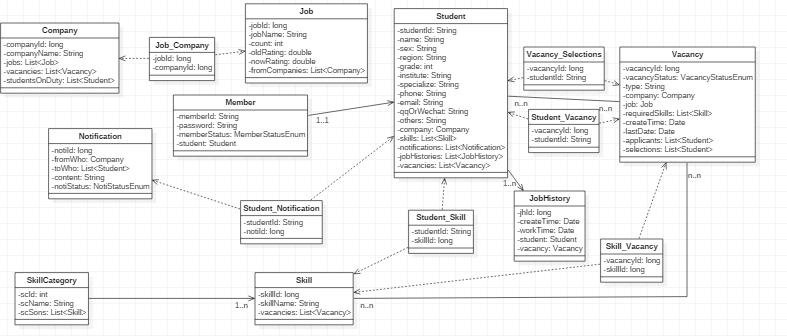 Company
-companyId: long
-companyName: String
-jobs: List<Job>
-vacancies: List<Vacancy>
-studentsOnDuty: List<Student>
Job_Company
-jobId: long
-companyId: long
Job
-jobId: long
-jobName: String
-count: int
-oldRating: double
-nowRating: double
-fromCompanies: List<Company>
Student
-studentId: String
-name: String
-sex: String
-region: String
-grade: int
-institute: String
-specialize: String
-phone: String
-email: String
-qqOrWechat: String
-others: String
-company: Company
-skills: List<Skill>
-notifications: List<Notification>
-jobHistories: List<JobHistory>
-vacancies: List<Vacancy>
Vacancy_Selections
-vacancyId: long
-studentId: String
Vacancy
-vacancyId: long
-vacancyStatus: VacancyStatusEnum
-type: String
-company: Company
-job: Job
-requiredSkills: List<Skill>
-createTime: Date
-lastDate: Date
-applicants: List<Student>
-selections: List<Student>
n..n
n..n
Student_Vacancy
-vacancyId: long
-studentId: String
Member
-memberId: String
-password: String
-memberStatus: MemberStatusEnum
-student: Student
1..1
Notification
-notiId: long
-fromWho: Company
-toWho: List<Student>
-content: String
-notiStatus: NotiStatusEnum
Student_Notification
-studentId: String
-notiId: long
1..n
n..n
JobHistory
-jhId: long
-createTime: Date
-workTime: Date
-student: Student
-vacancy: Vacancy
Student_Skill
-studentId: String
-skillId: long
Skill_Vacancy
-vacancyId: long
-skillId: long
SkillCategory
-scId: int
-scName: String
-scSons: List<Skill>
1..n
Skill
-skillId: long
-skillName: String
-vacancies: List<Vacancy>
n..n